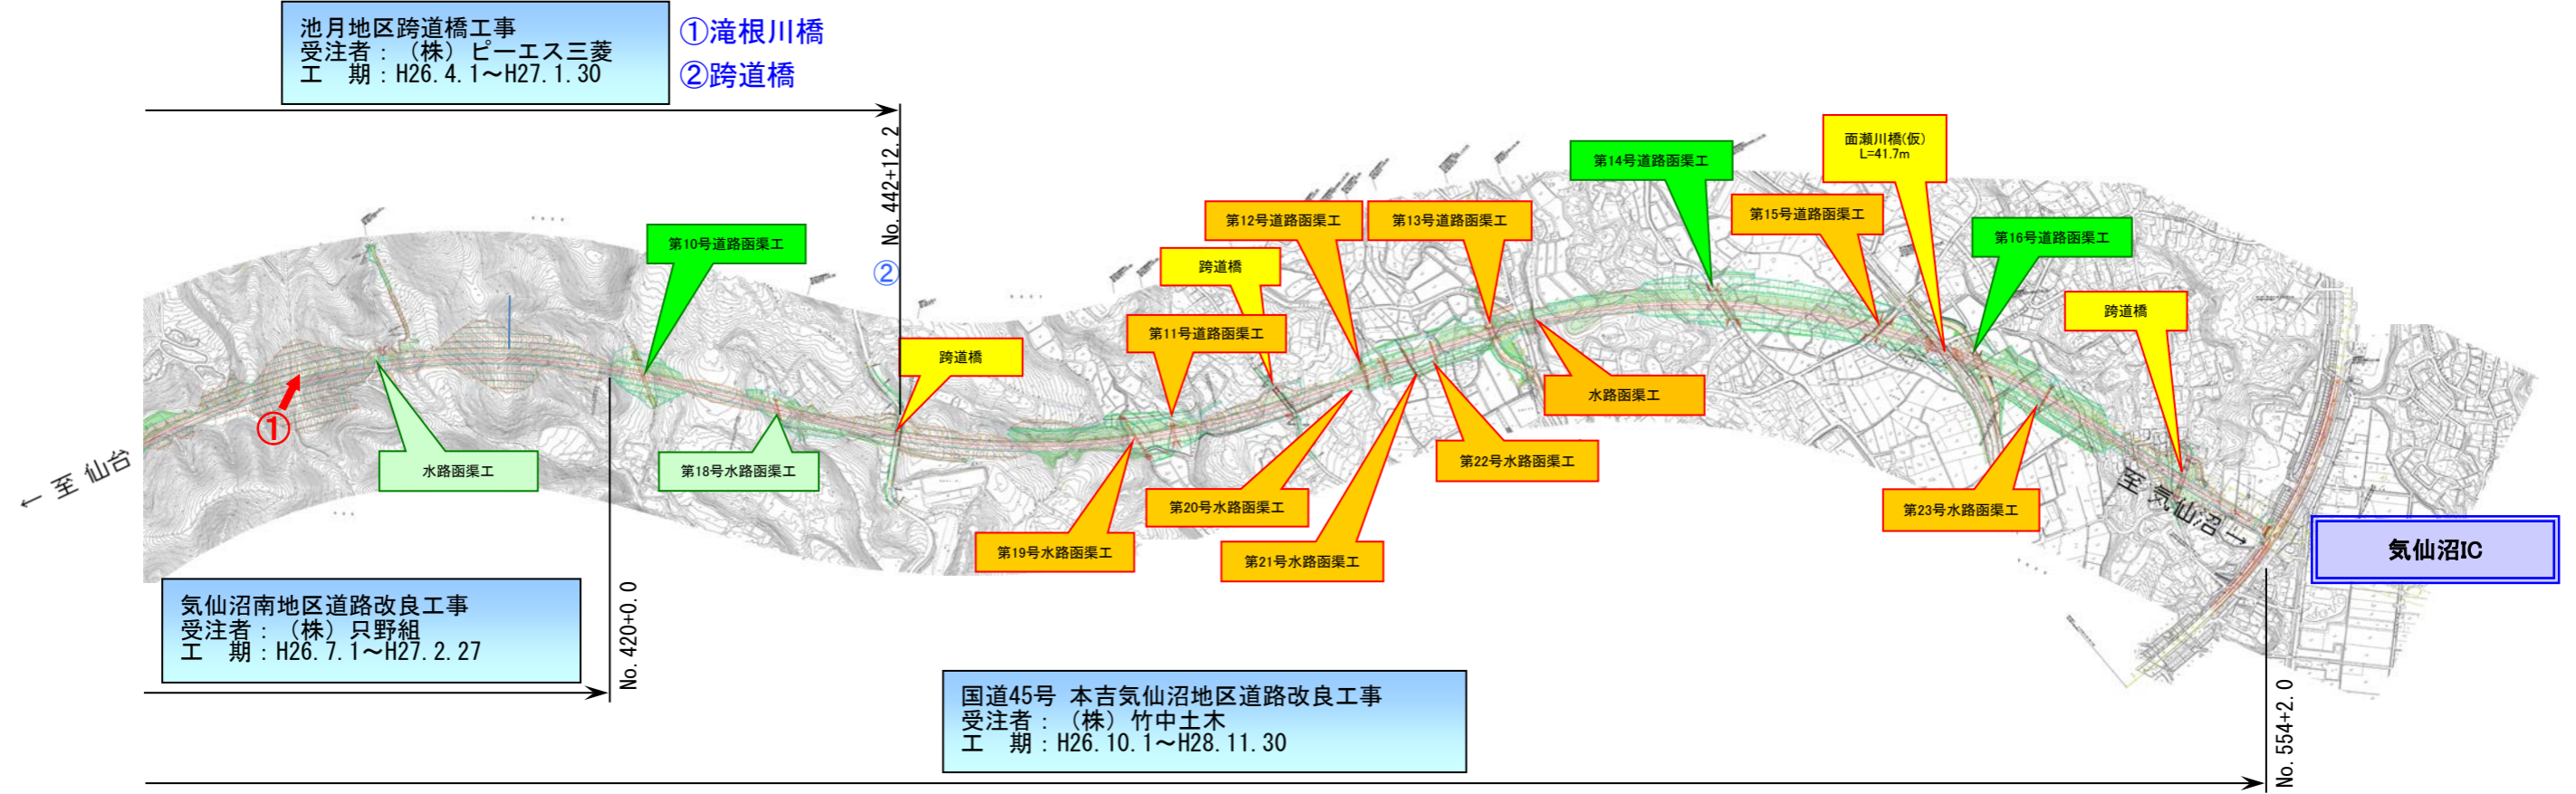 池月地区跨道橋工事
受注者：（株）ピーエス三菱
工　期：H26.4.1～H27.1.30
①滝根川橋
②跨道橋
No.442+12.2
②
第10号道路函渠工
跨道橋
第12号道路函渠工
第13号道路函渠工
跨道橋
第11号道路函渠工
第14号道路函渠工
面瀬川橋(仮)
L=41.7m
第15号道路函渠工
第16号道路函渠工
跨道橋
①
← 至 仙台
水路函渠工
第18号水路函渠工
第19号水路函渠工
第20号水路函渠工
第21号水路函渠工
第22号水路函渠工
水路函渠工
第23号水路函渠工
至 気仙沼 →
気仙沼IC
気仙沼南地区道路改良工事
受注者：（株）只野組
工　期：H26.7.1～H27.2.27
No.420+0.0
国道45号 本吉気仙沼地区道路改良工事
受注者：（株）竹中土木
工　期：H26.10.1～H28.11.30
No.554+2.0